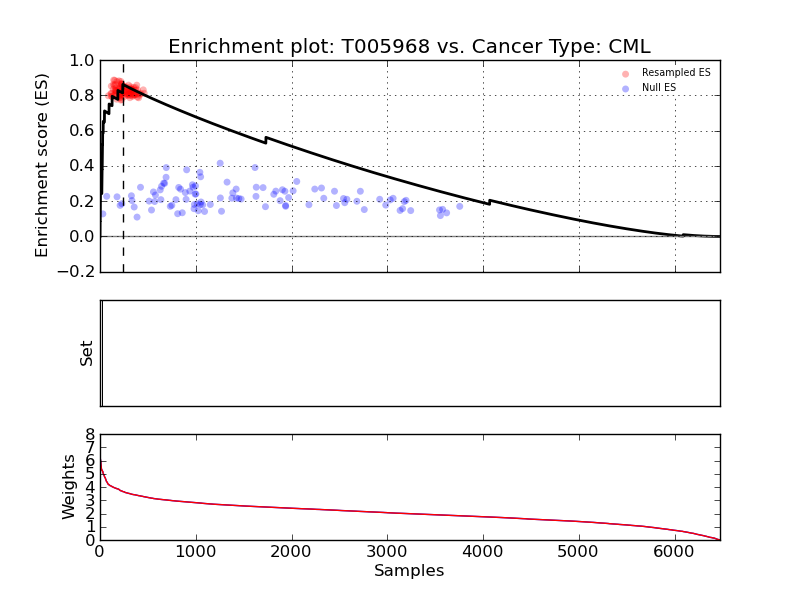 Enrichment plot: T005968 vs. Cancer Type: CML
Enrichment score (ES)
1.0
0.8
0.6
0.4
0.2
0.0
−0.2
Resampled ES
Null ES
Set
Weights
8
7
6
5
4
3
2
1
0
0 1000 2000 3000 4000 5000 6000
Samples